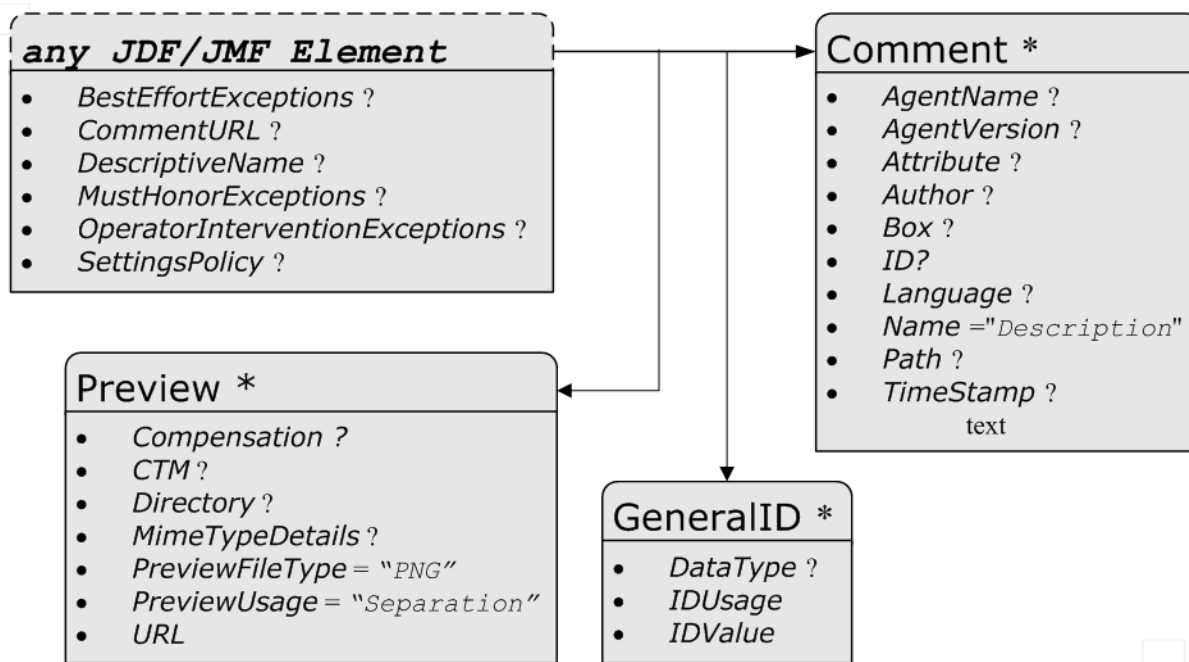 any JDF/JMF Element
• BestEffortExceptions ?
• CommentURL ?
• DescriptiveName ?
• MustHonorExceptions ?
• OperatorInterventionExceptions ?
• SettingsPolicy ?
Comment *
• AgentName ?
• AgentVersion ?
• Attribute ?
• Author ?
• Box ?
• ID?
• Language ?
• Name ="Description"
• Path ?
• TimeStamp ?
text
Preview *
• Compensation ?
• CTM ?
• Directory ?
• MimeTypeDetails ?
• PreviewFileType = “PNG”
• PreviewUsage = “Separation”
• URL
GeneralID *
• DataType ?
• IDUsage
• IDValue